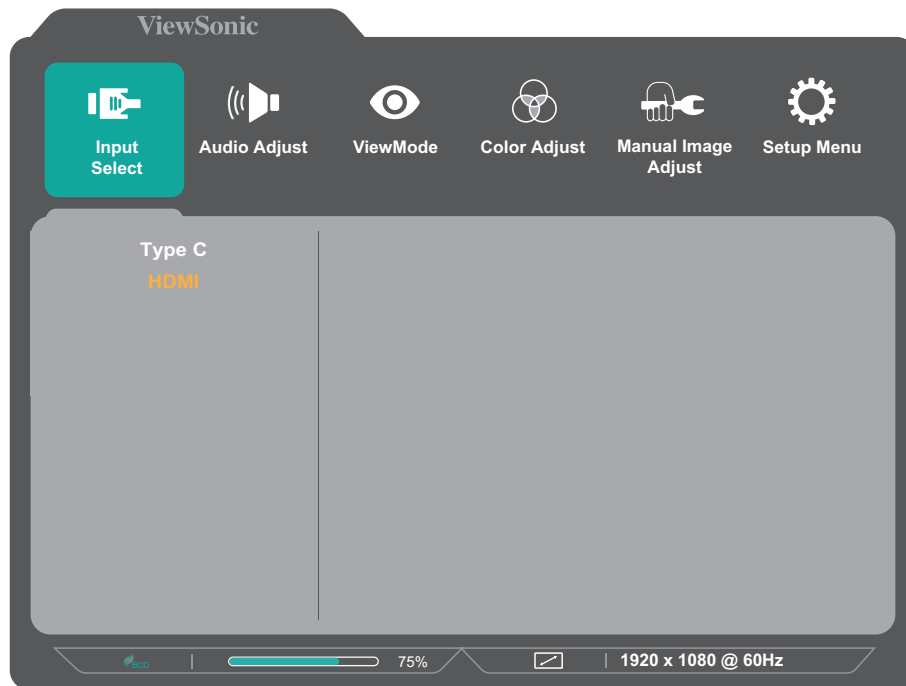 ViewSonic
Input
Select
Audio Adjust
ViewMode
Color Adjust
Manual Image
Adjust
Setup Menu
Type C
HDMI
eco
75%
1920 x 1080 @ 60Hz